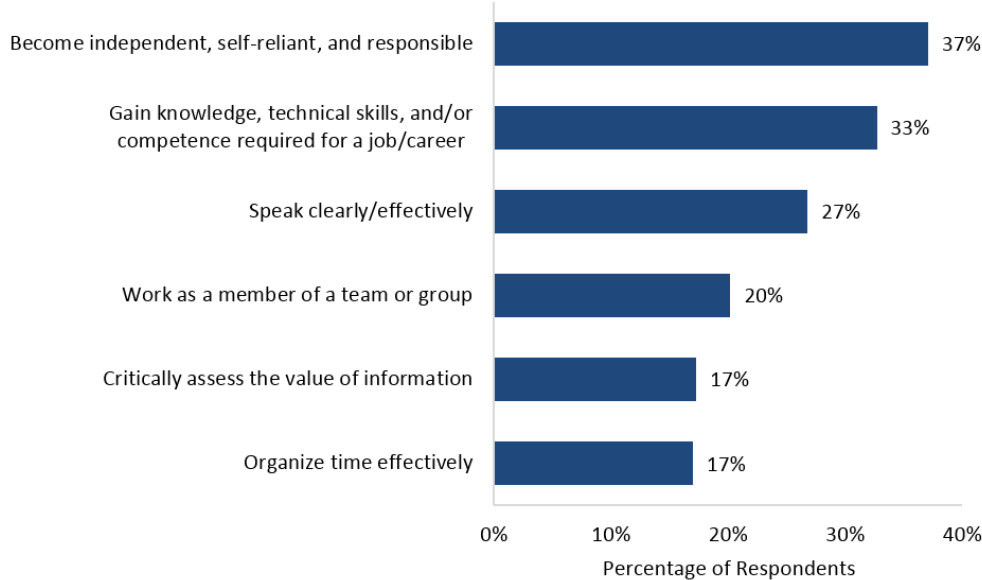 Become independent, self-reliant, and responsible
37%
Gain knowledge, technical skills, and/or
competence required for a job/career
33%
Speak clearly/effectively
27%
Work as a member of a team or group
20%
Critically assess the value of information
17%
Organize time effectively
17%
0% 10% 20% 30% 40%
Percentage of Respondents